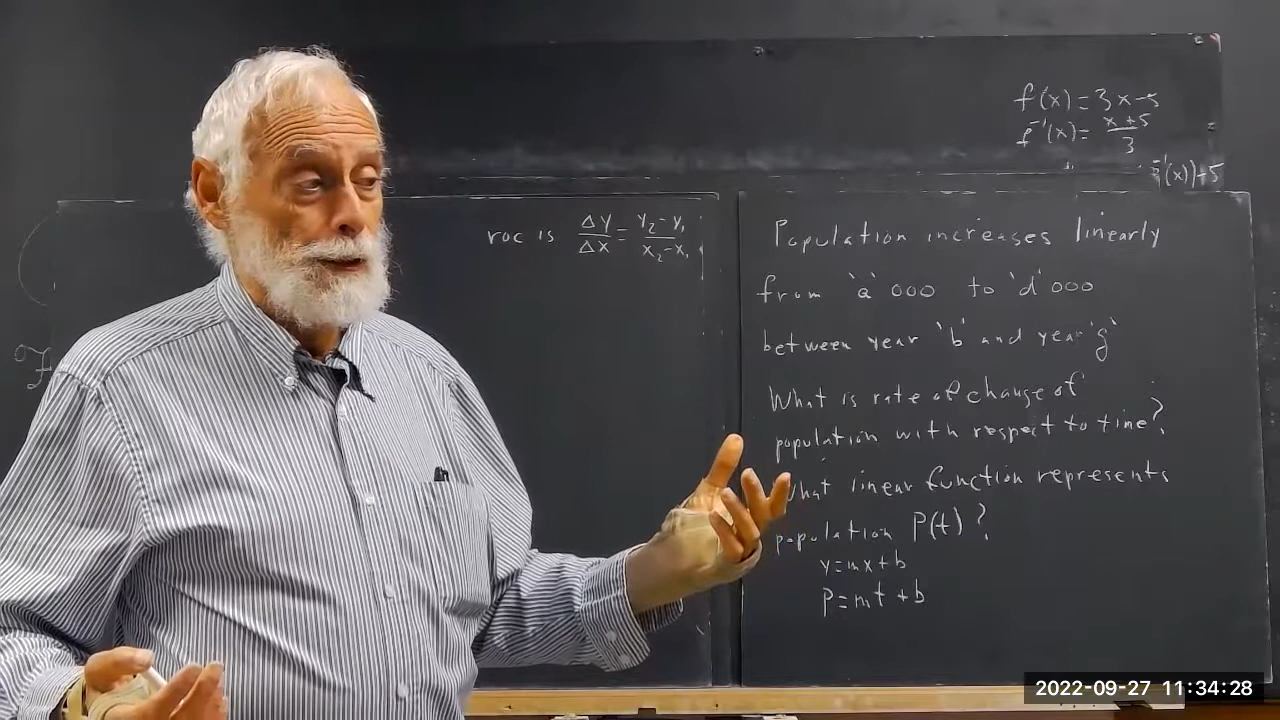 f(x)=3x-5
f⁻¹(x)= x+5/3
⁻¹(x))+5
roc is ΔY/ΔX = Y₂-Y₁/X₂-X₁
Population increases linearly
from 'a' 000 to 'd' 000
between year 'b' and year 'g'
What is rate of change of
population with respect to time?
What linear function represents
population P(t)?
y=mx+b
P=mt+b
2022-09-27 11:34:28